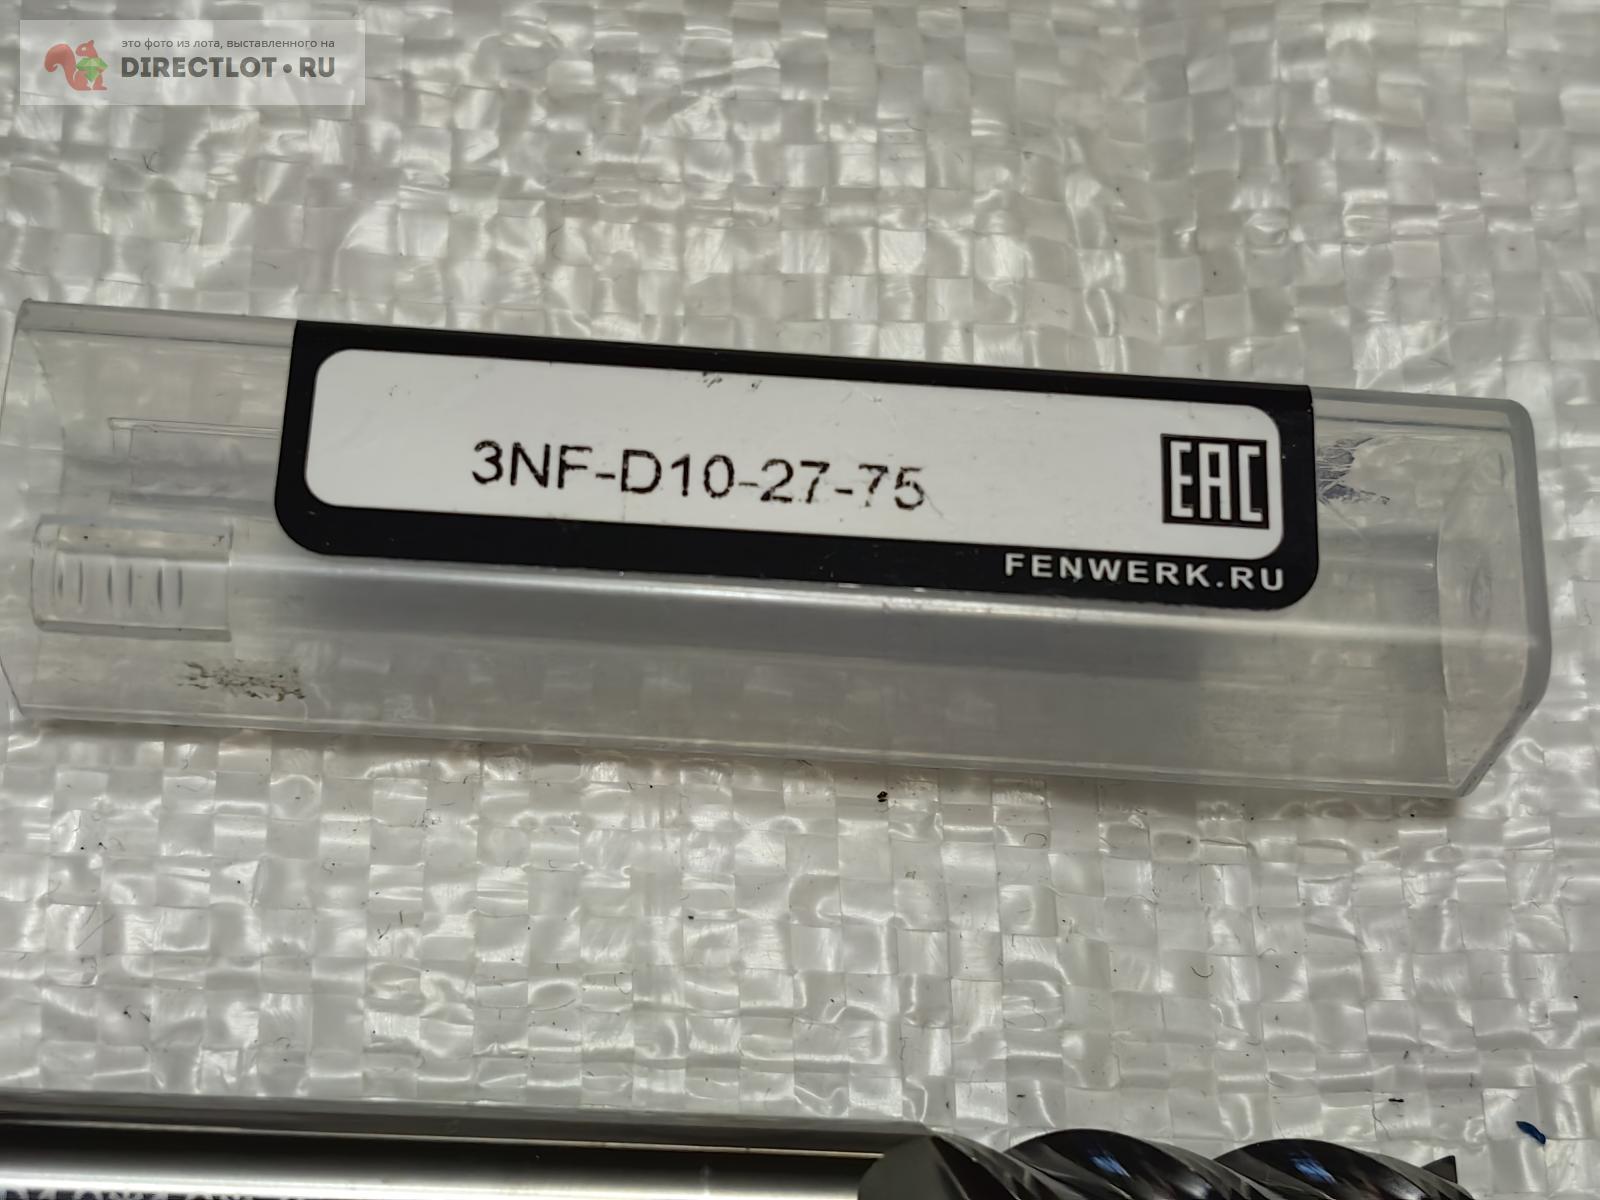 это фото из лота, выставленного на
DIRECTLOT•RU
3NF-D10-27-75
EAC
FENWERK.RU